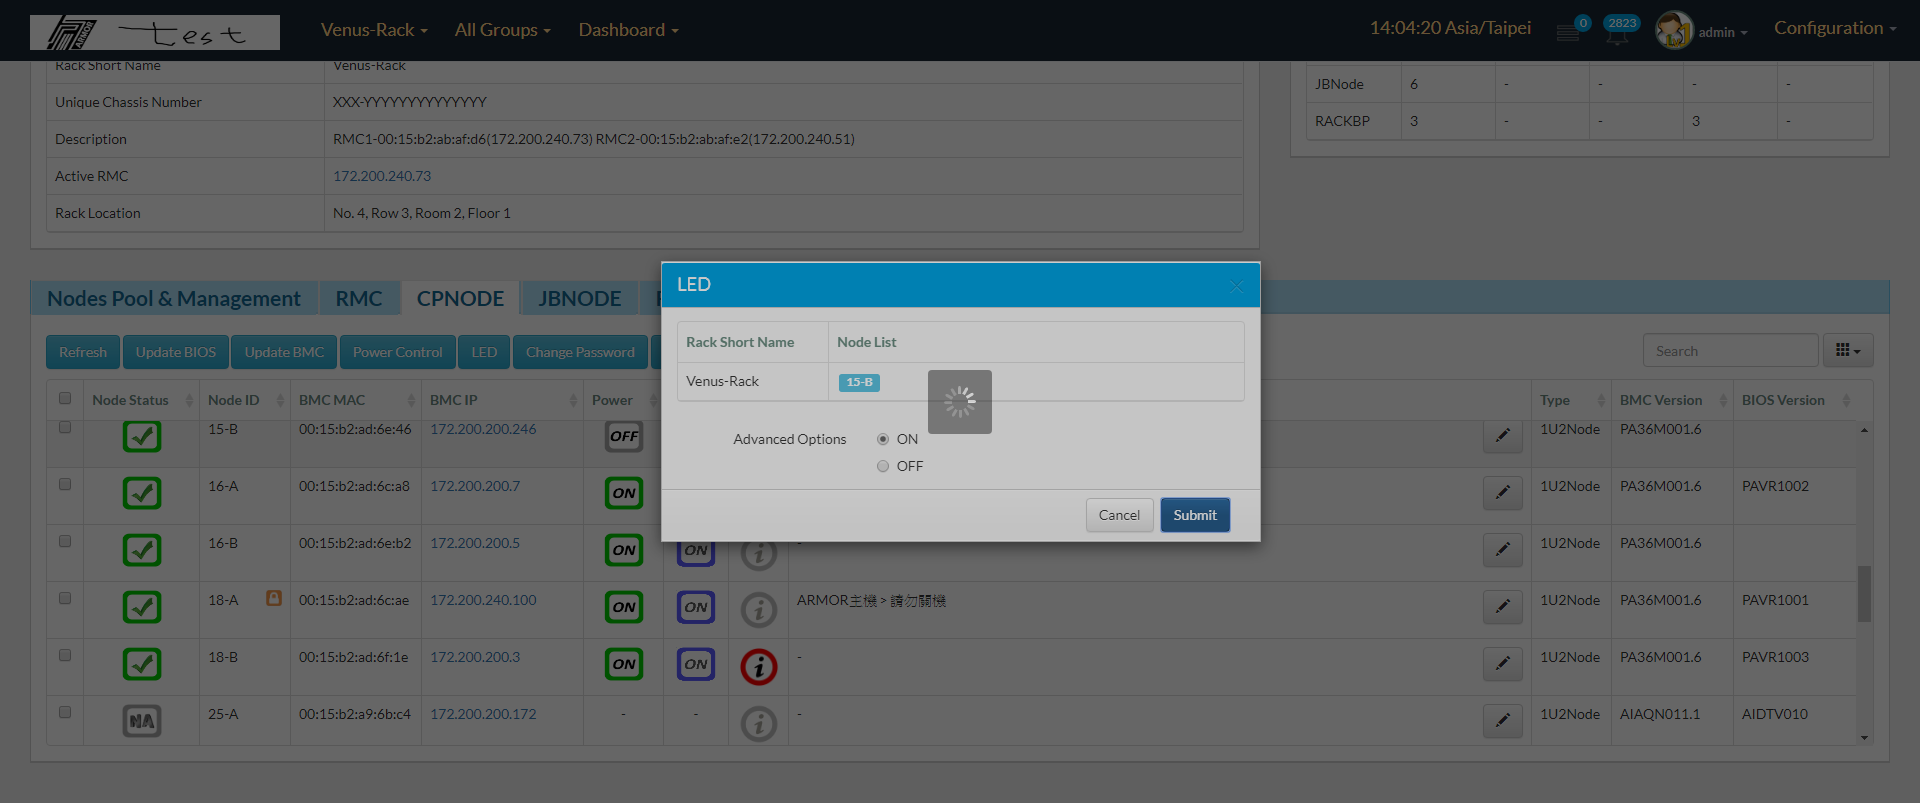 ARMOR test Venus-Rack All Groups Dashboard 14:04:20 Asia/Taipei 0 2823 admin Configuration
Rack Short Name Venus-Rack
Unique Chassis Number XXX-YYYYYYYYYYYYYY
Description RMC1-00:15:b2:ab:af:d6(172.200.240.73) RMC2-00:15:b2:ab:af:e2(172.200.240.51)
Active RMC 172.200.240.73
Rack Location No. 4, Row 3, Room 2, Floor 1
JBNode 6 - - - -
RACKBP 3 - - 3 -
Nodes Pool & Management RMC CPNODE JBNODE
Refresh Update BIOS Update BMC Power Control LED Change Password Search
LED
Rack Short Name Node List
Venus-Rack 15-B
Advanced Options ON
OFF
Cancel Submit
Node Status Node ID BMC MAC BMC IP Power Type BMC Version BIOS Version
15-B 00:15:b2:ad:6e:46 172.200.200.246 OFF 1U2Node PA36M001.6
16-A 00:15:b2:ad:6c:a8 172.200.200.7 ON 1U2Node PA36M001.6 PAVR1002
16-B 00:15:b2:ad:6e:b2 172.200.200.5 ON ON i - 1U2Node PA36M001.6
18-A 00:15:b2:ad:6c:ae 172.200.240.100 ON ON i ARMOR主機 > 請勿關機 1U2Node PA36M001.6 PAVR1001
18-B 00:15:b2:ad:6f:1e 172.200.200.3 ON ON i - 1U2Node PA36M001.6 PAVR1003
NA 25-A 00:15:b2:a9:6b:c4 172.200.200.172 - - i - 1U2Node AIAQN011.1 AIDTV010